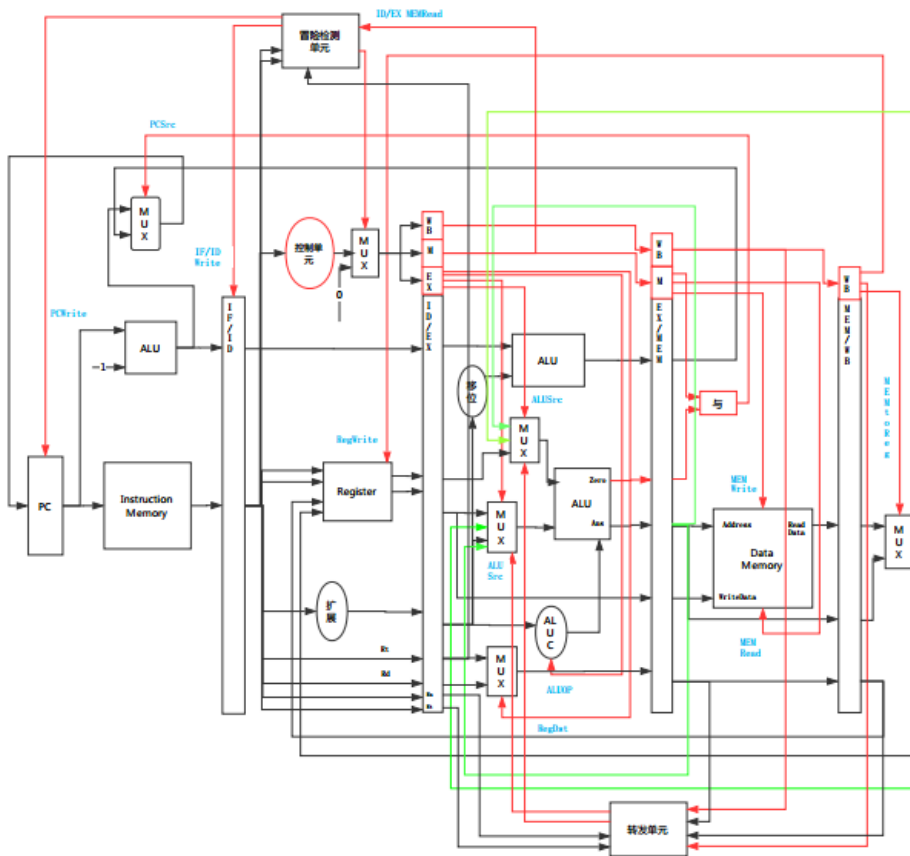 ID/EX MEMRead
冒险检测
单元
PCSrc
M
U
X
IF/ID
Write
控制单元
M
U
X
0
W
B
M
EX
W
B
M
WB
PCWrite
ALU
—1
IF/ID
ID/EX
EX/MEM
MEM/WB
ALU
移位
ALUSrc
M
U
X
与
MEMtoReg
RegWrite
PC
Instruction
Memory
Register
Zero
ALU
Ans
M
U
X
ALU
Src
MEM
Write
Address
Read
Data
Data
Memory
WriteData
M
U
X
扩
展
AL
U
C
MEM
Read
Rt
Rd
M
U
X
ALUOP
RegDst
转发单元